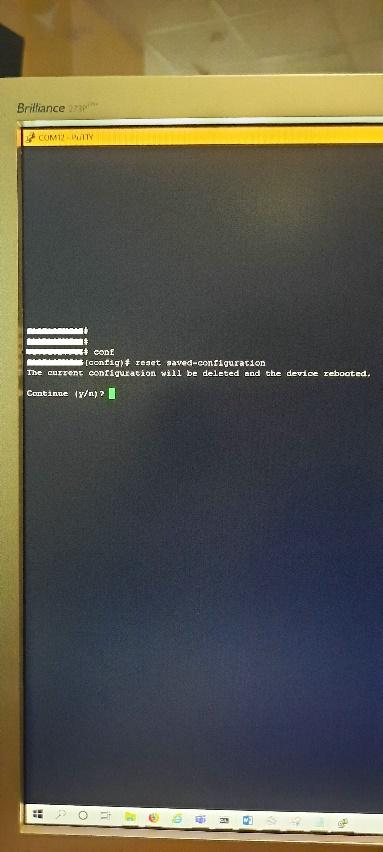 Brilliance 273P
COM12 - PuTTY
#
#
# conf
(config)# reset saved-configuration
The current configuration will be deleted and the device rebooted.
Continue (y/n)?